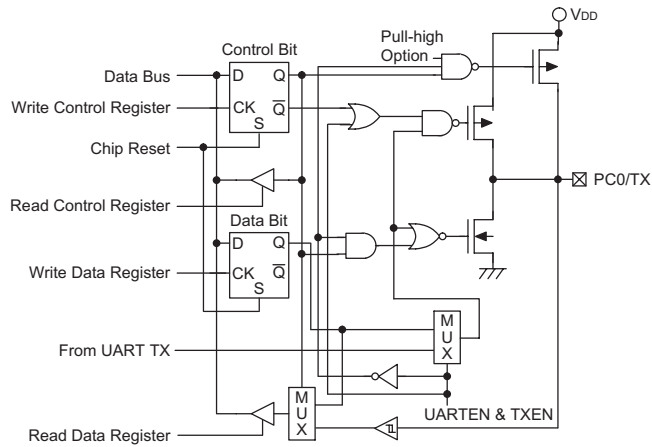 VDD
Control Bit
Pull-high
Option
Data Bus
D Q
Write Control Register
CK Q
S
Chip Reset
PC0/TX
Read Control Register
Data Bit
D Q
Write Data Register
CK Q
S
M
U
X
From UART TX
M
U
X
UARTEN & TXEN
Read Data Register